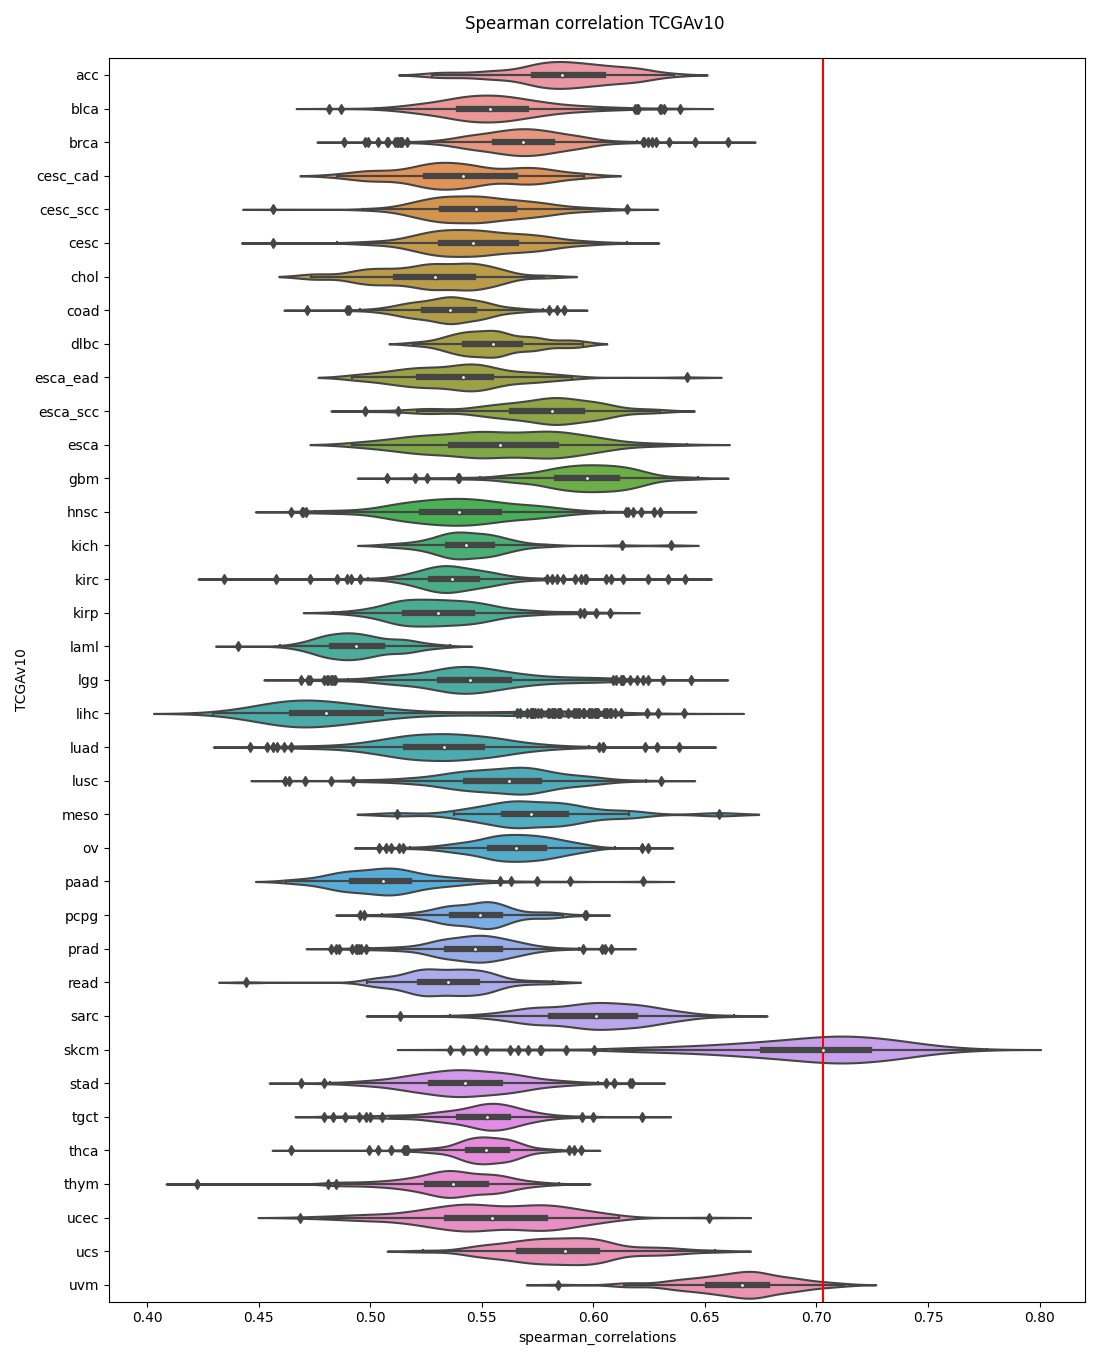 Spearman correlation TCGAv10
acc
blca
brca
cesc_cad
cesc_scc
cesc
chol
coad
dlbc
esca_ead
esca_scc
esca
gbm
hnsc
kich
kirc
kirp
laml
TCGAv10
lgg
lihc
luad
lusc
meso
ov
paad
pcpg
prad
read
sarc
skcm
stad
tgct
thca
thym
ucec
ucs
uvm
0.40 0.45 0.50 0.55 0.60 0.65 0.70 0.75 0.80
spearman_correlations